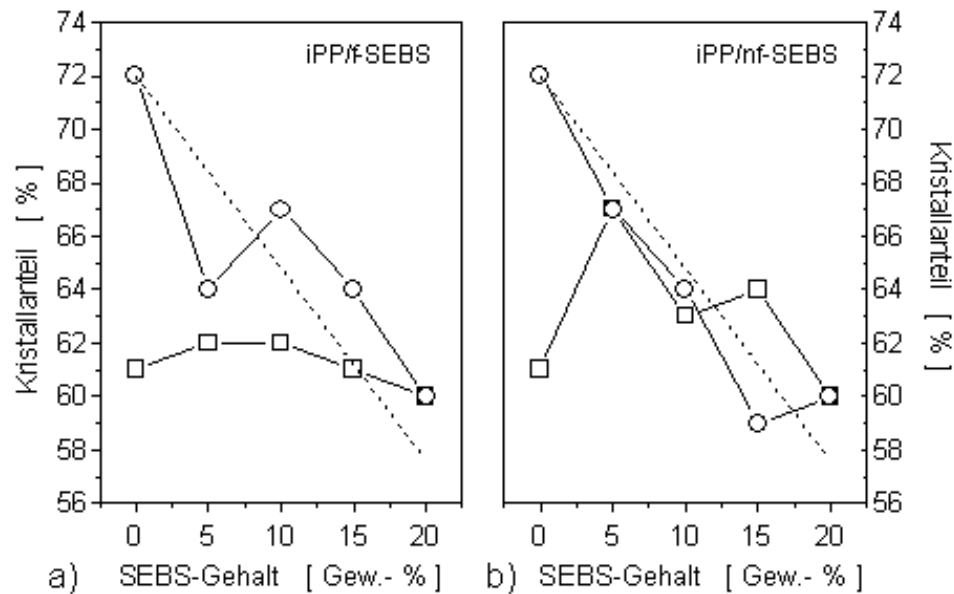 iPP/f-SEBS
74
72
70
68
66
64
62
60
58
56
Kristallanteil [ % ]
0 5 10 15 20
a) SEBS-Gehalt [ Gew.- % ]
iPP/nf-SEBS
74
72
70
68
66
64
62
60
58
56
Kristallanteil [ % ]
0 5 10 15 20
b) SEBS-Gehalt [ Gew.- % ]